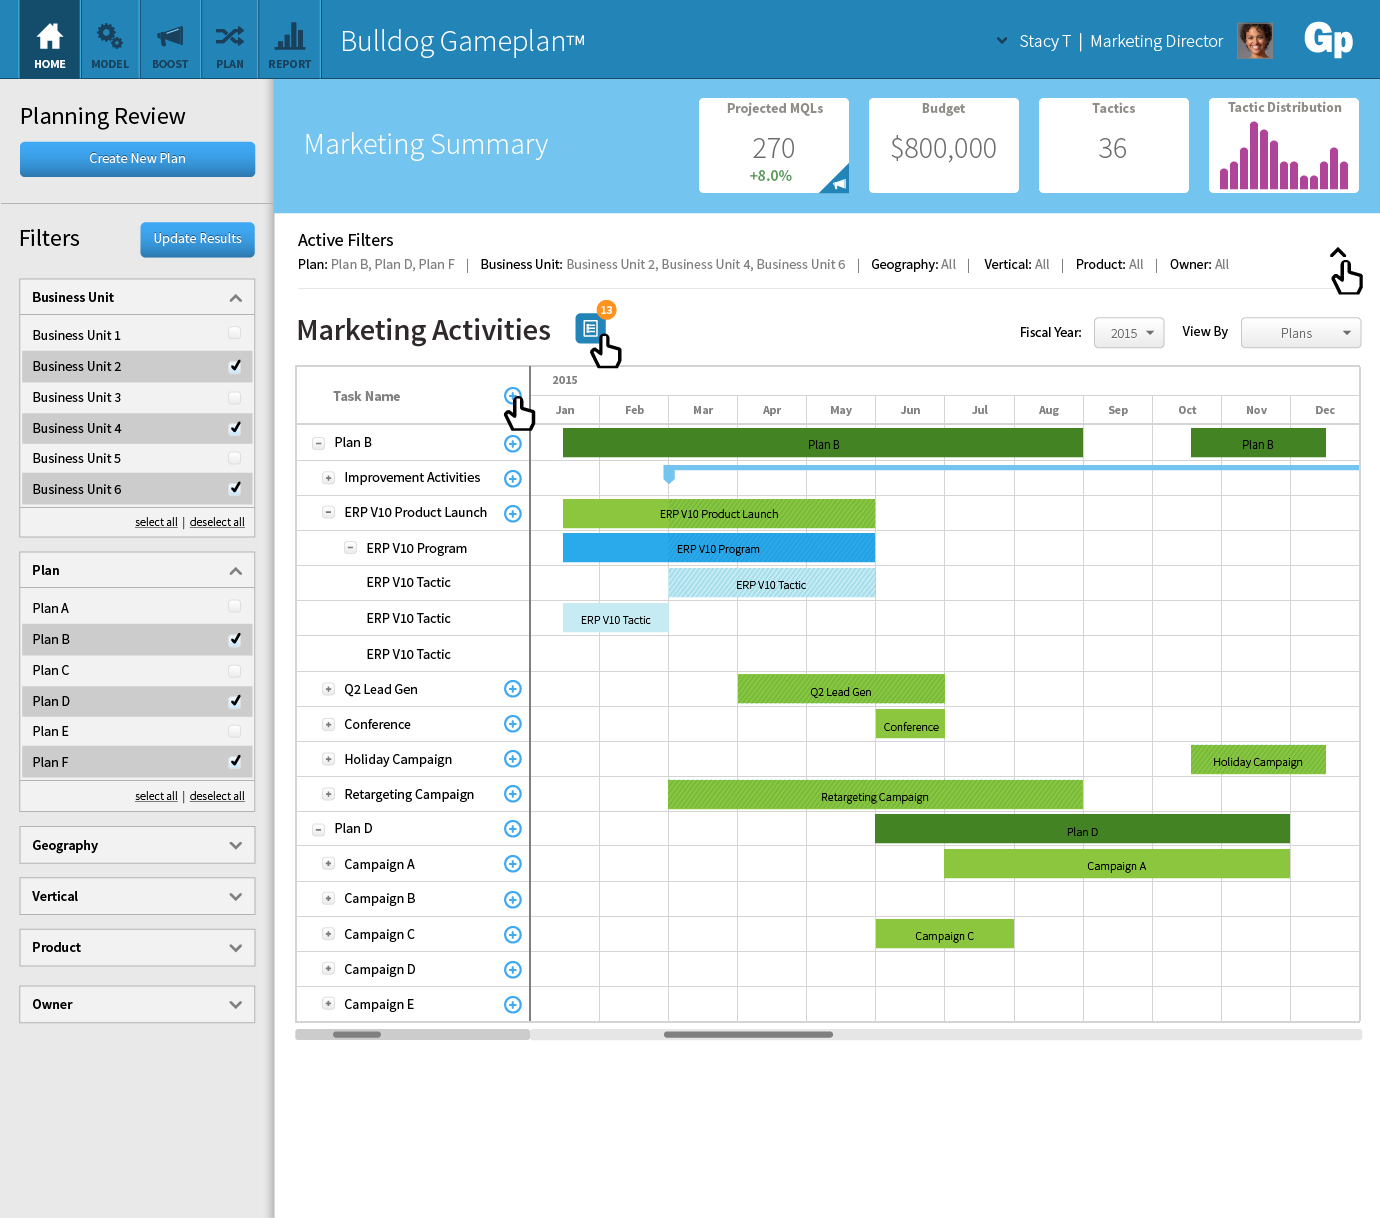 HOME MODEL BOOST PLAN REPORT
Bulldog Gameplan™
Stacy T | Marketing Director
Gp
Planning Review
Create New Plan
Filters
Update Results
Business Unit
Business Unit 1
Business Unit 2
Business Unit 3
Business Unit 4
Business Unit 5
Business Unit 6
select all | deselect all
Plan
Plan A
Plan B
Plan C
Plan D
Plan E
Plan F
select all | deselect all
Geography
Vertical
Product
Owner
Marketing Summary
Projected MQLs
270
+8.0%
Budget
$800,000
Tactics
36
Tactic Distribution
Active Filters
Plan: Plan B, Plan D, Plan F | Business Unit: Business Unit 2, Business Unit 4, Business Unit 6 | Geography: All | Vertical: All | Product: All | Owner: All
Marketing Activities
13
Fiscal Year: 2015 View By Plans
Task Name
2015
Jan Feb Mar Apr May Jun Jul Aug Sep Oct Nov Dec
Plan B Plan B Plan B
Improvement Activities
ERP V10 Product Launch ERP V10 Product Launch
ERP V10 Program ERP V10 Program
ERP V10 Tactic ERP V10 Tactic
ERP V10 Tactic ERP V10 Tactic
ERP V10 Tactic
Q2 Lead Gen Q2 Lead Gen
Conference Conference
Holiday Campaign Holiday Campaign
Retargeting Campaign Retargeting Campaign
Plan D Plan D
Campaign A Campaign A
Campaign B
Campaign C Campaign C
Campaign D
Campaign E